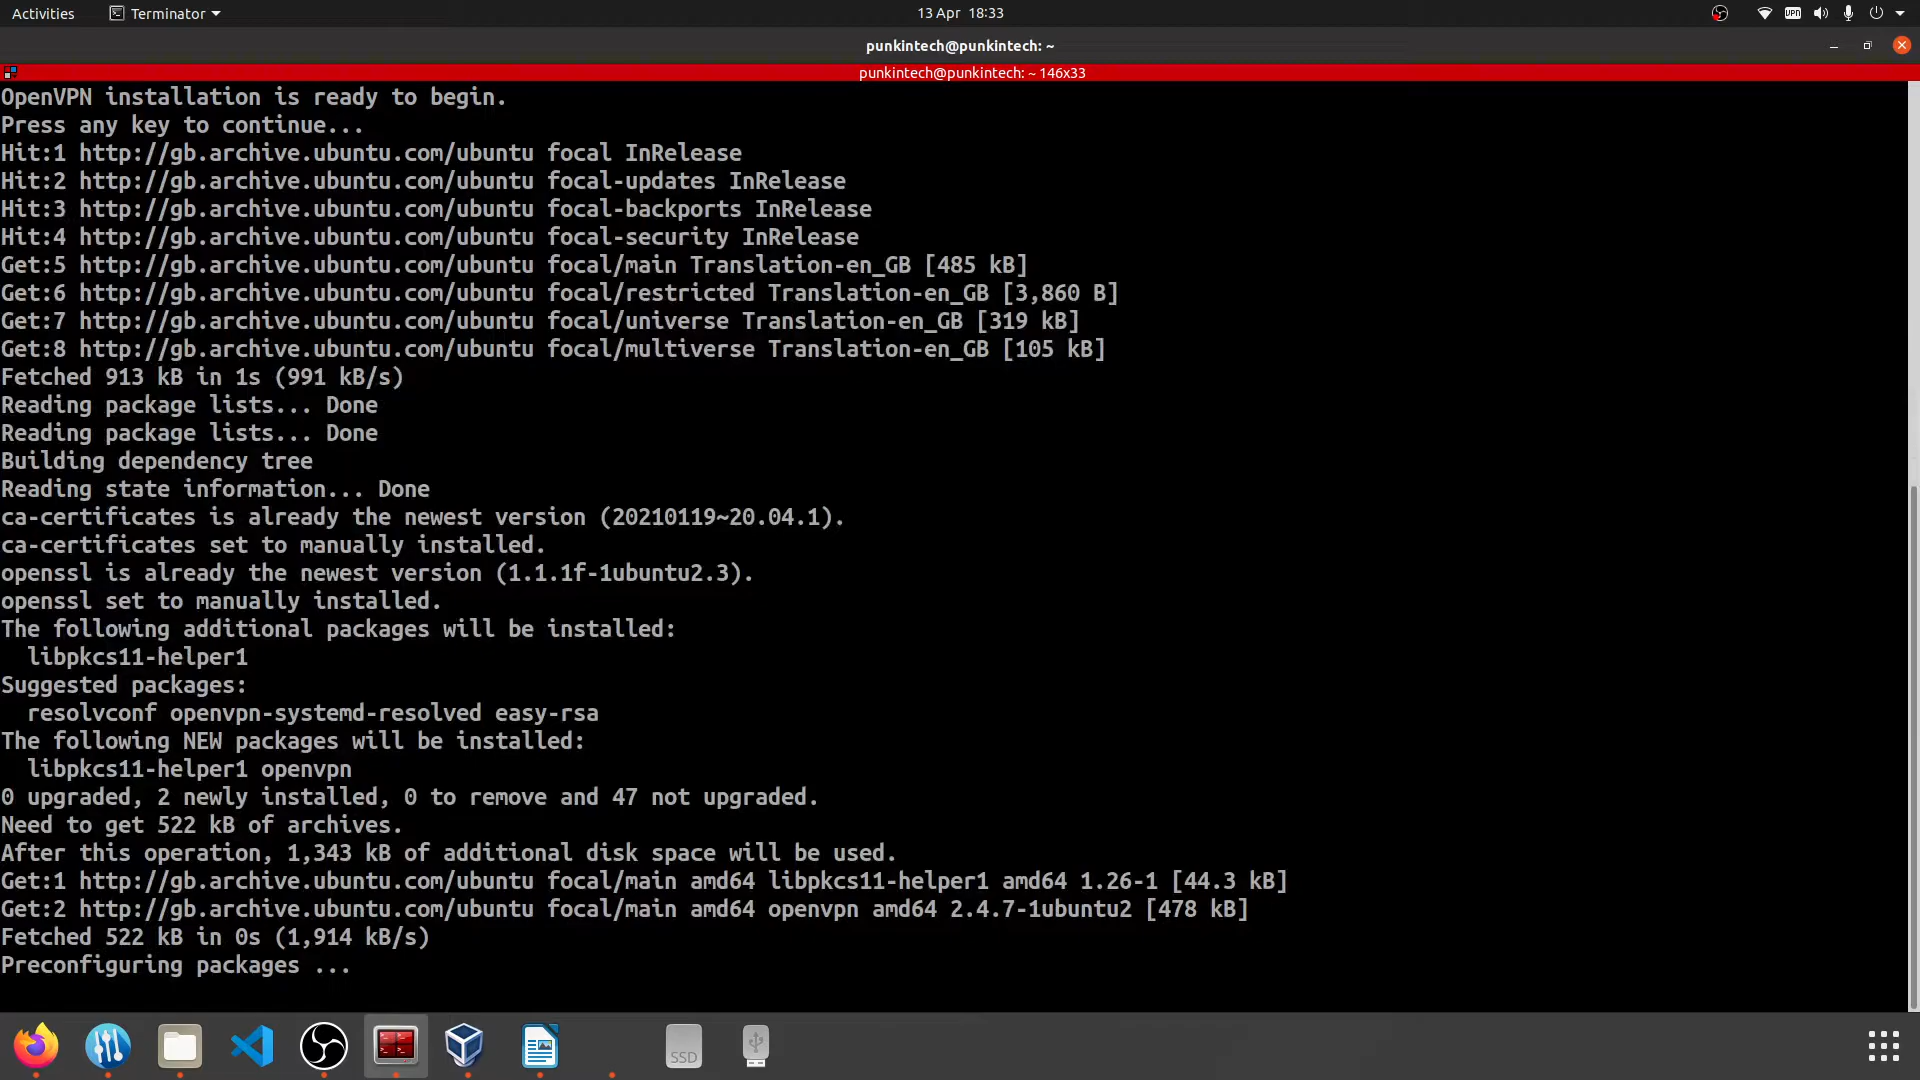 Activities
Terminator
13 Apr 18:33
VPN
punkintech@punkintech: ~
punkintech@punkintech: ~ 146x33
OpenVPN installation is ready to begin.
Press any key to continue...
Hit:1 http://gb.archive.ubuntu.com/ubuntu focal InRelease
Hit:2 http://gb.archive.ubuntu.com/ubuntu focal-updates InRelease
Hit:3 http://gb.archive.ubuntu.com/ubuntu focal-backports InRelease
Hit:4 http://gb.archive.ubuntu.com/ubuntu focal-security InRelease
Get:5 http://gb.archive.ubuntu.com/ubuntu focal/main Translation-en_GB [485 kB]
Get:6 http://gb.archive.ubuntu.com/ubuntu focal/restricted Translation-en_GB [3,860 B]
Get:7 http://gb.archive.ubuntu.com/ubuntu focal/universe Translation-en_GB [319 kB]
Get:8 http://gb.archive.ubuntu.com/ubuntu focal/multiverse Translation-en_GB [105 kB]
Fetched 913 kB in 1s (991 kB/s)
Reading package lists... Done
Reading package lists... Done
Building dependency tree
Reading state information... Done
ca-certificates is already the newest version (20210119~20.04.1).
ca-certificates set to manually installed.
openssl is already the newest version (1.1.1f-1ubuntu2.3).
openssl set to manually installed.
The following additional packages will be installed:
libpkcs11-helper1
Suggested packages:
resolvconf openvpn-systemd-resolved easy-rsa
The following NEW packages will be installed:
libpkcs11-helper1 openvpn
0 upgraded, 2 newly installed, 0 to remove and 47 not upgraded.
Need to get 522 kB of archives.
After this operation, 1,343 kB of additional disk space will be used.
Get:1 http://gb.archive.ubuntu.com/ubuntu focal/main amd64 libpkcs11-helper1 amd64 1.26-1 [44.3 kB]
Get:2 http://gb.archive.ubuntu.com/ubuntu focal/main amd64 openvpn amd64 2.4.7-1ubuntu2 [478 kB]
Fetched 522 kB in 0s (1,914 kB/s)
Preconfiguring packages ...
SSD